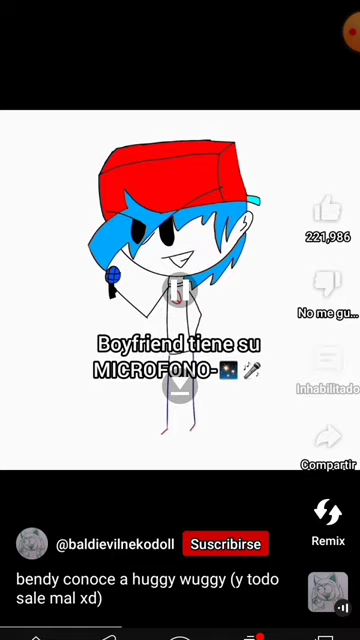 221,986
Boyfriend tiene su
MICROFONO-🎆🎤
No me gu...
Inhabilitado
Compartir
Remix
@baldievilnekodoll
Suscribirse
bendy conoce a huggy wuggy (y todo
sale mal xd)